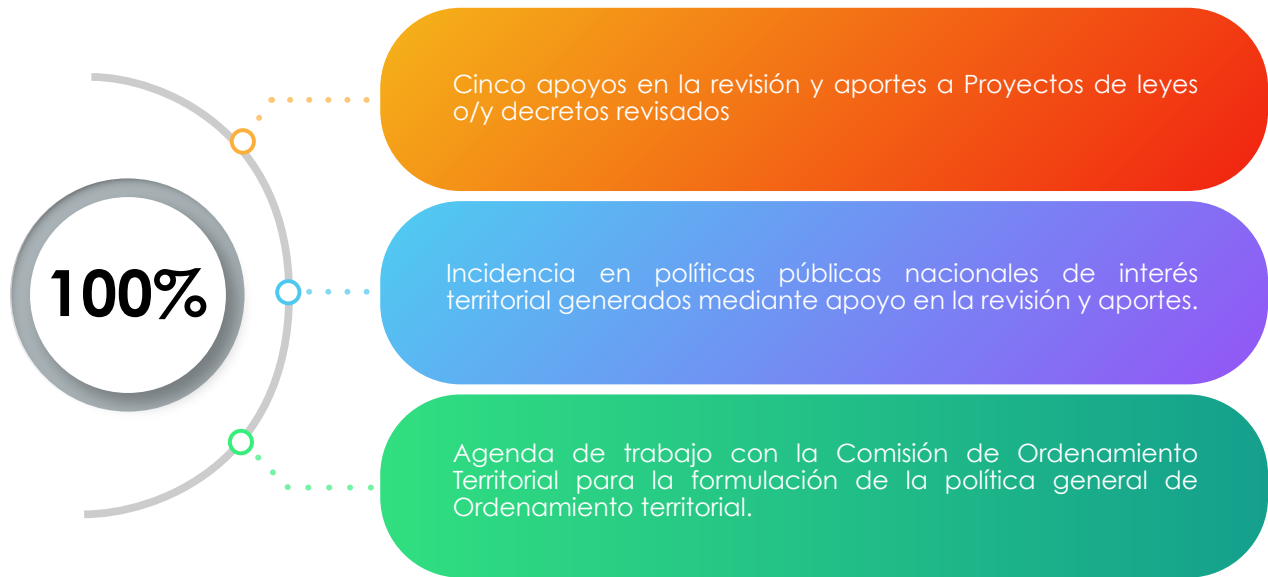 100%
Cinco apoyos en la revisión y aportes a Proyectos de leyes
o/y decretos revisados
Incidencia en políticas públicas nacionales de interés
territorial generados mediante apoyo en la revisión y aportes.
Agenda de trabajo con la Comisión de Ordenamiento
Territorial para la formulación de la política general de
Ordenamiento territorial.